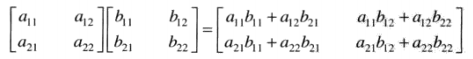 [a₁₁ a₁₂][b₁₁ b₁₂]=[a₁₁b₁₁ + a₁₂b₂₁ a₁₁b₁₂ + a₁₂b₂₂]
[a₂₁ a₂₂][b₂₁ b₂₂] [a₂₁b₁₁ + a₂₂b₂₁ a₂₁b₁₂ + a₂₂b₂₂]